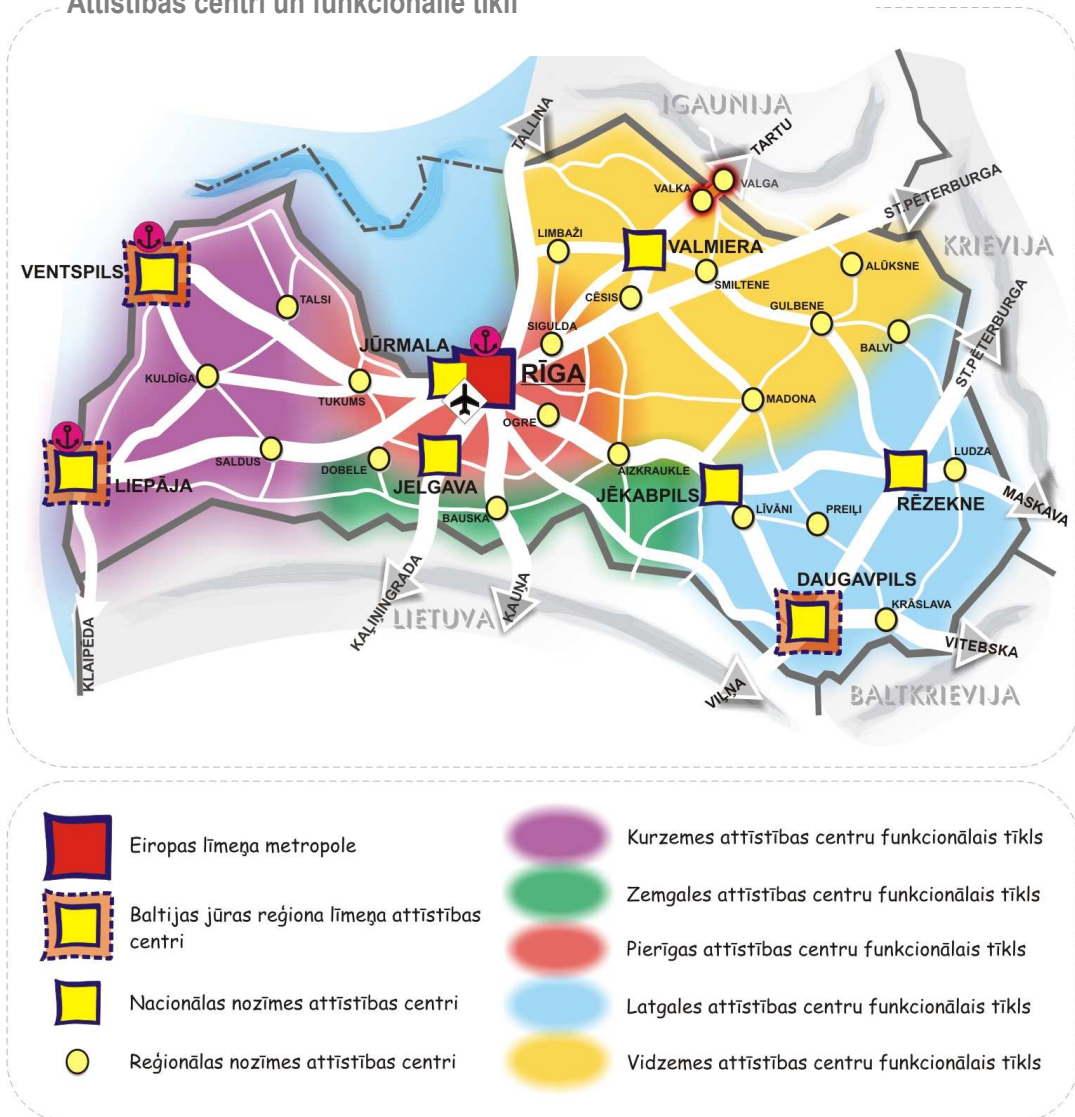 Attīstības centri un funkcionālie tīkli
IGAUNIJA
TALLINA
TARTU
VALKA
VALGA
ST.PĒTERBURGA
KRIEVIJA
LIMBAŽI
VALMIERA
VENTSPILS
ALŪKSNE
SMILTENE
CĒSIS
TALSI
GULBENE
SIGULDA
ST.PĒTERBURGA
JŪRMALA
BALVI
RĪGA
KULDĪGA
TUKUMS
MADONA
OGRE
LUDZA
SALDUS
DOBELE
AIZKRAUKLE
LIEPĀJA
JELGAVA
JĒKABPILS
RĒZEKNE
MASKAVA
BAUSKA
LĪVĀNI
PREIĻI
DAUGAVPILS
KAĻIŅINGRADA
KAUŅA
KRĀSLAVA
LIETUVA
VITEBSKA
KLAIPĒDA
VIĻŅA
BALTKRIEVIJA
Eiropas līmeņa metropole
Baltijas jūras reģiona līmeņa attīstības
centri
Nacionālas nozīmes attīstības centri
Reģionālas nozīmes attīstības centri
Kurzemes attīstības centru funkcionālais tīkls
Zemgales attīstības centru funkcionālais tīkls
Pierīgas attīstības centru funkcionālais tīkls
Latgales attīstības centru funkcionālais tīkls
Vidzemes attīstības centru funkcionālais tīkls